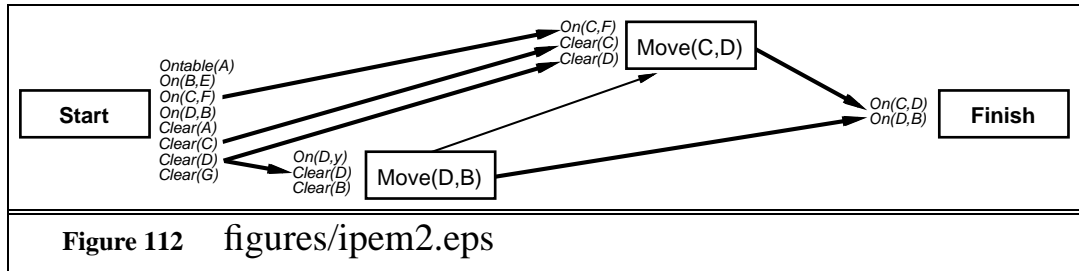 On(C,F)
Clear(C)
Clear(D)
Move(C,D)
Ontable(A)
On(B,E)
On(C,F)
On(D,B)
Clear(A)
Clear(C)
Clear(D)
Clear(G)
Start
On(D,y)
Clear(D)
Clear(B)
Move(D,B)
On(C,D)
On(D,B)
Finish
Figure 112 figures/ipem2.eps